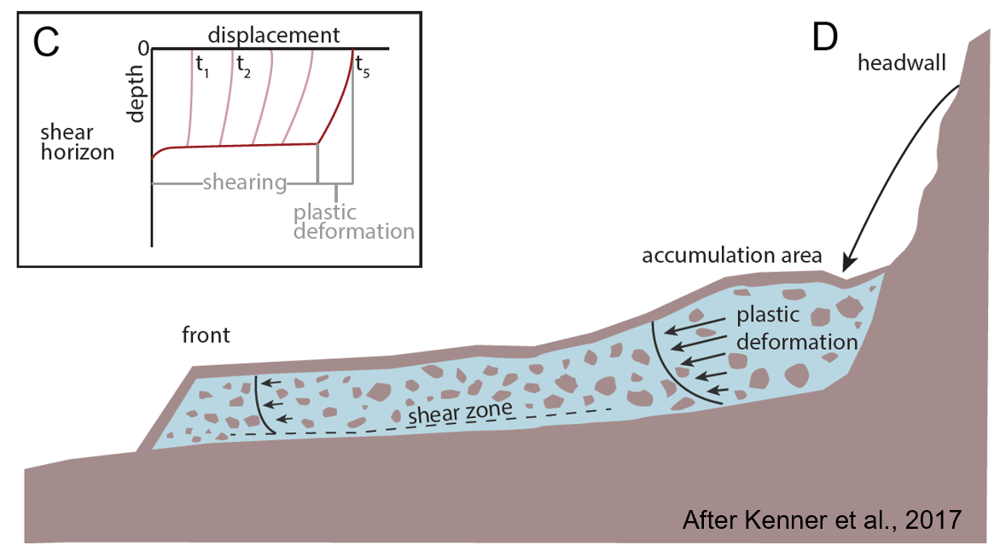 C
displacement
0
t1
t2
t5
depth
shear
horizon
shearing
plastic
deformation
D
headwall
accumulation area
plastic
deformation
front
shear zone
After Kenner et al., 2017